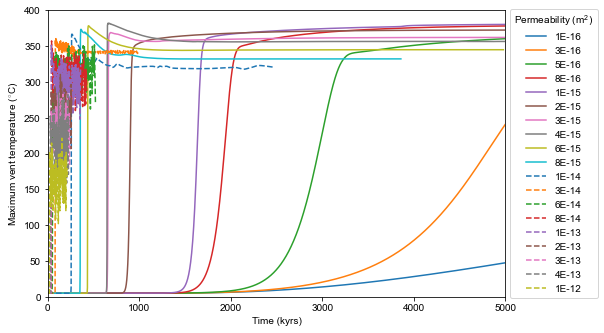 Permeability (m²)
1E-16
3E-16
5E-16
8E-16
1E-15
2E-15
3E-15
4E-15
6E-15
8E-15
1E-14
3E-14
6E-14
8E-14
1E-13
2E-13
3E-13
4E-13
1E-12
Maximum vent temperature (°C)
400
350
300
250
200
150
100
50
0
0 1000 2000 3000 4000 5000
Time (kyrs)